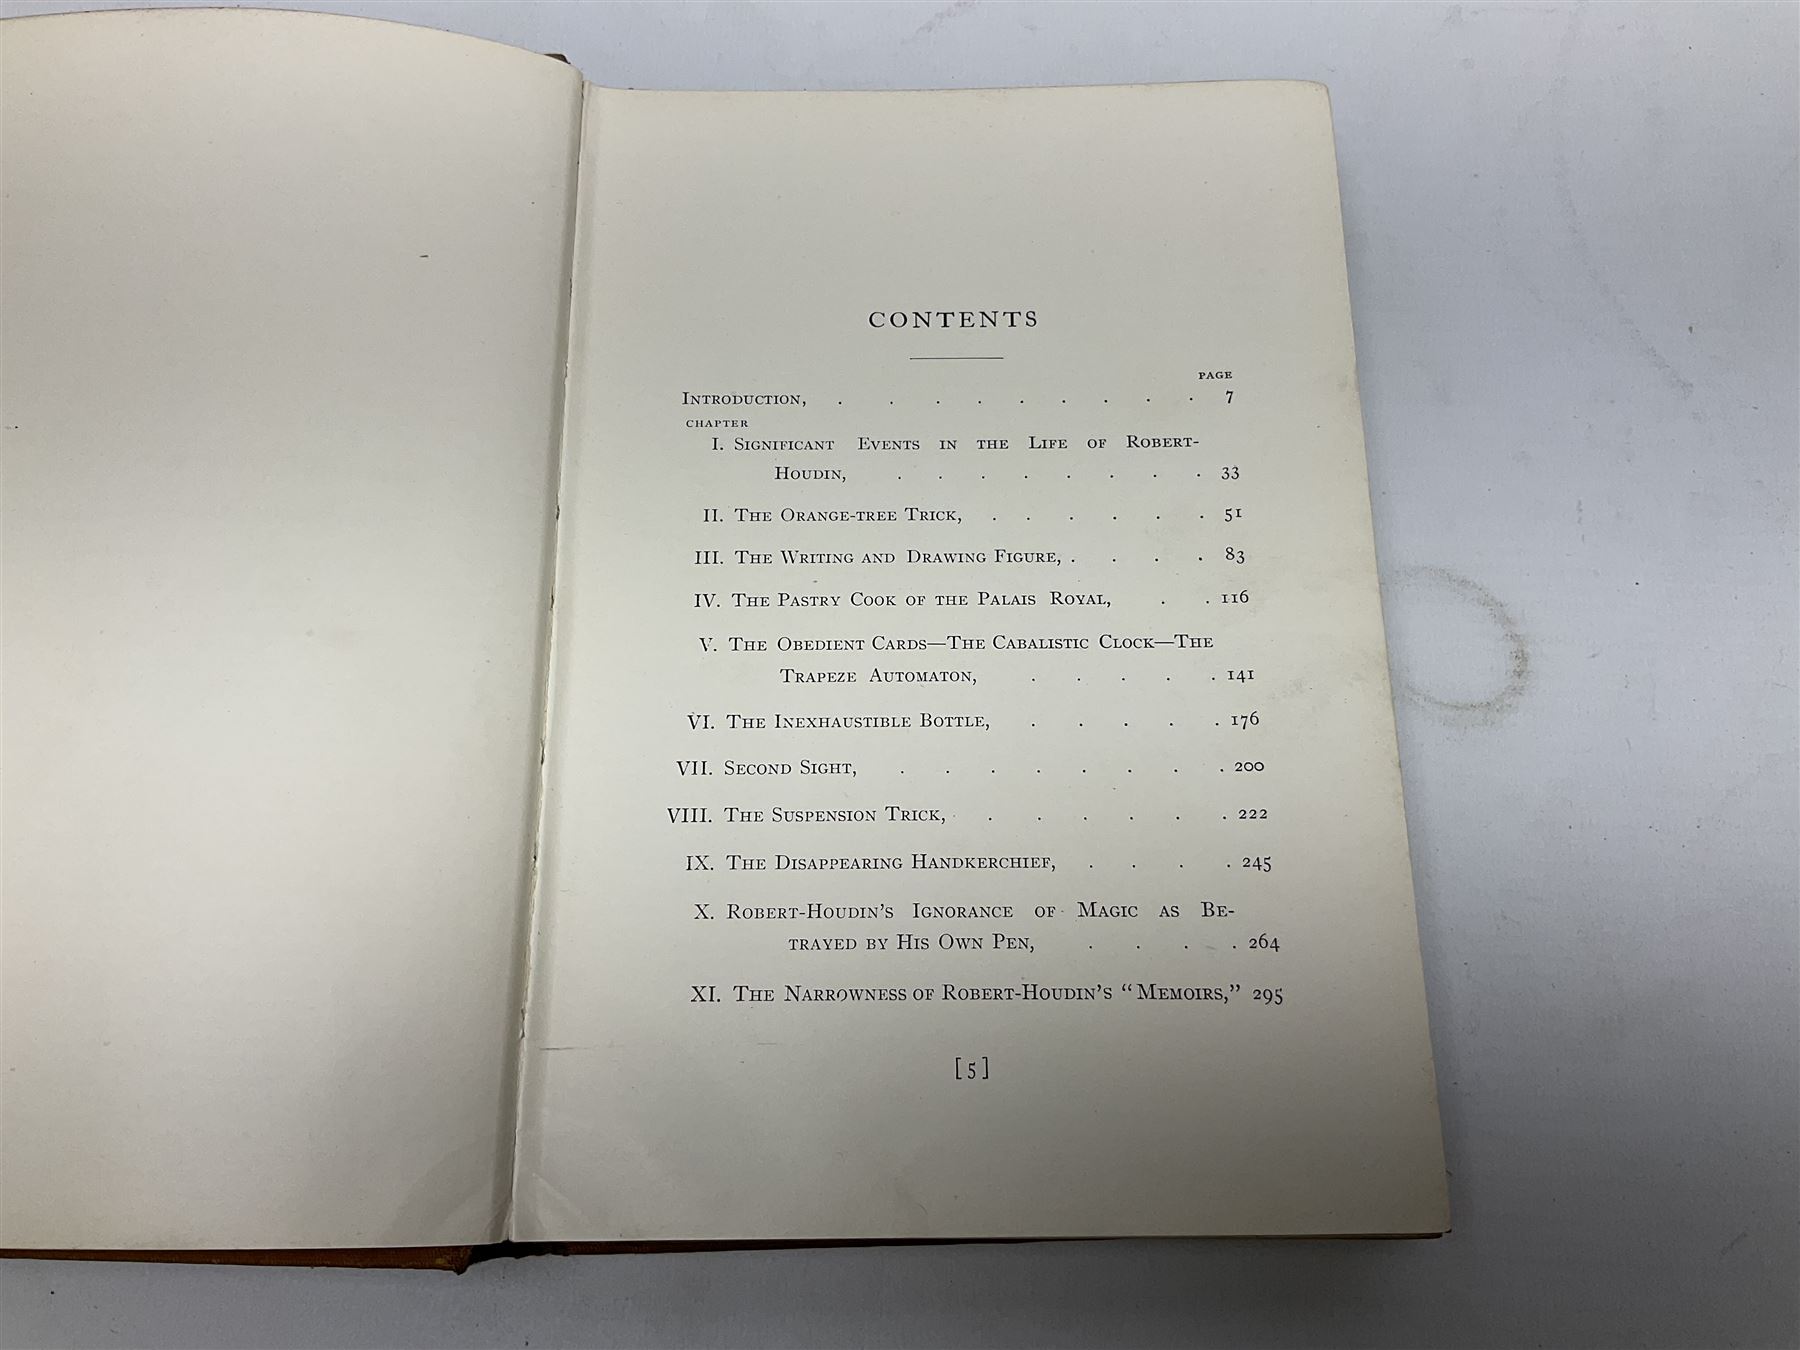 CONTENTS
PAGE
INTRODUCTION, . . . . . . . . . 7
CHAPTER
I. SIGNIFICANT EVENTS IN THE LIFE OF ROBERT-
HOUDIN, . . . . . . . . 33
II. THE ORANGE-TREE TRICK, . . . . . . 51
III. THE WRITING AND DRAWING FIGURE, . . . . 83
IV. THE PASTRY COOK OF THE PALAIS ROYAL, . . 116
V. THE OBEDIENT CARDS—THE CABALISTIC CLOCK—THE
TRAPEZE AUTOMATON, . . . . . 141
VI. THE INEXHAUSTIBLE BOTTLE, . . . . . 176
VII. SECOND SIGHT, . . . . . . . . 200
VIII. THE SUSPENSION TRICK, . . . . . . 222
IX. THE DISAPPEARING HANDKERCHIEF, . . . . 245
X. ROBERT-HOUDIN'S IGNORANCE OF MAGIC AS BE-
TRAYED BY HIS OWN PEN, . . . . 264
XI. THE NARROWNESS OF ROBERT-HOUDIN'S "MEMOIRS," 295
[5]